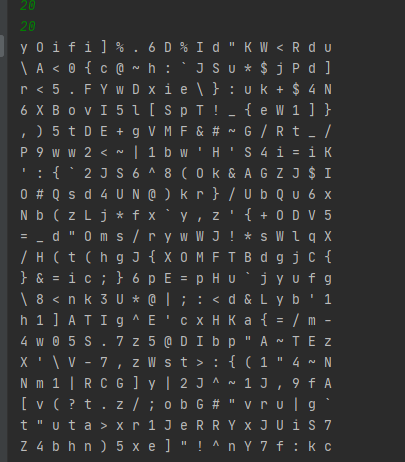 20
20
y O i f i ] % . 6 D % I d " K W < R d u
\ A < 0 { c @ ~ h : ` J S u * $ j P d ]
r < 5 . F Y w D x i e \ } : u k + $ 4 N
6 X B o v I 5 l [ S p T ! _ { e W 1 ] }
, ) 5 t D E + g V M F & # ~ G / R t _ /
P 9 w w 2 < ~ | 1 b w ' H ' S 4 i = i K
' : { ` 2 J S 6 ^ 8 ( O k & A G Z J $ I
O # Q s d 4 U N @ ) k r } / U b Q u 6 x
N b ( z L j * f x ` y , z ' { + O D V 5
= _ d " O m s / r y w W J ! * s W l q X
/ H ( t ( h g J { X O M F T B d g j C {
} & = i c ; } 6 p E = p H u ` j y u f g
\ 8 < n k 3 U * @ | ; : < d & L y b ' 1
h 1 ] A T I g ^ E ' c x H K a { = / m -
4 w 0 5 S . 7 z 5 @ D I b p " A ~ T E z
X ' \ V - 7 , z W s t > : { ( 1 " 4 ~ N
N m 1 | R C G ] y | 2 J ^ ~ 1 J , 9 f A
[ v ( ? t . z / ; o b G # " v r u | g `
t " u t a > x r 1 J e R R Y x J U i S 7
Z 4 b h n ) 5 x e ] " ! ^ n Y 7 f : k c